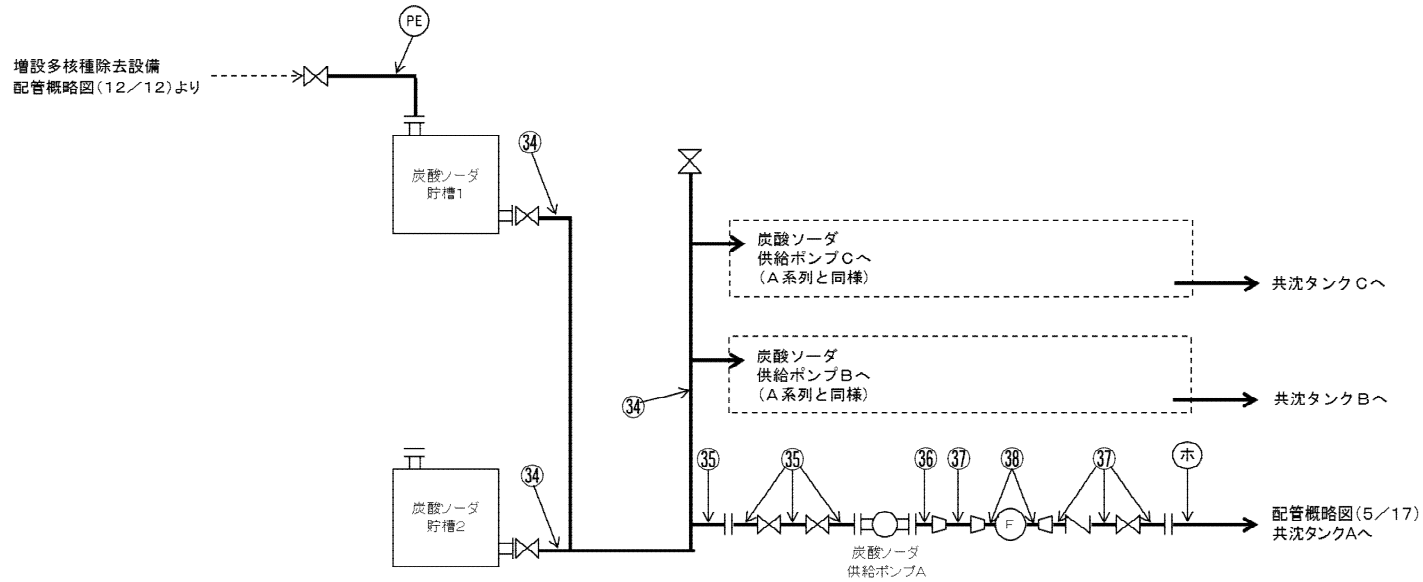 PE
増設多核種除去設備
配管概略図(12/12)より
炭酸ソーダ
貯槽1
34
炭酸ソーダ
供給ポンプCへ
(A系列と同様)
共沈タンクCへ
炭酸ソーダ
供給ポンプBへ
(A系列と同様)
共沈タンクBへ
34
35
35
36
37
38
37
ホ
炭酸ソーダ
貯槽2
34
F
配管概略図(5/17)
共沈タンクAへ
炭酸ソーダ
供給ポンプA